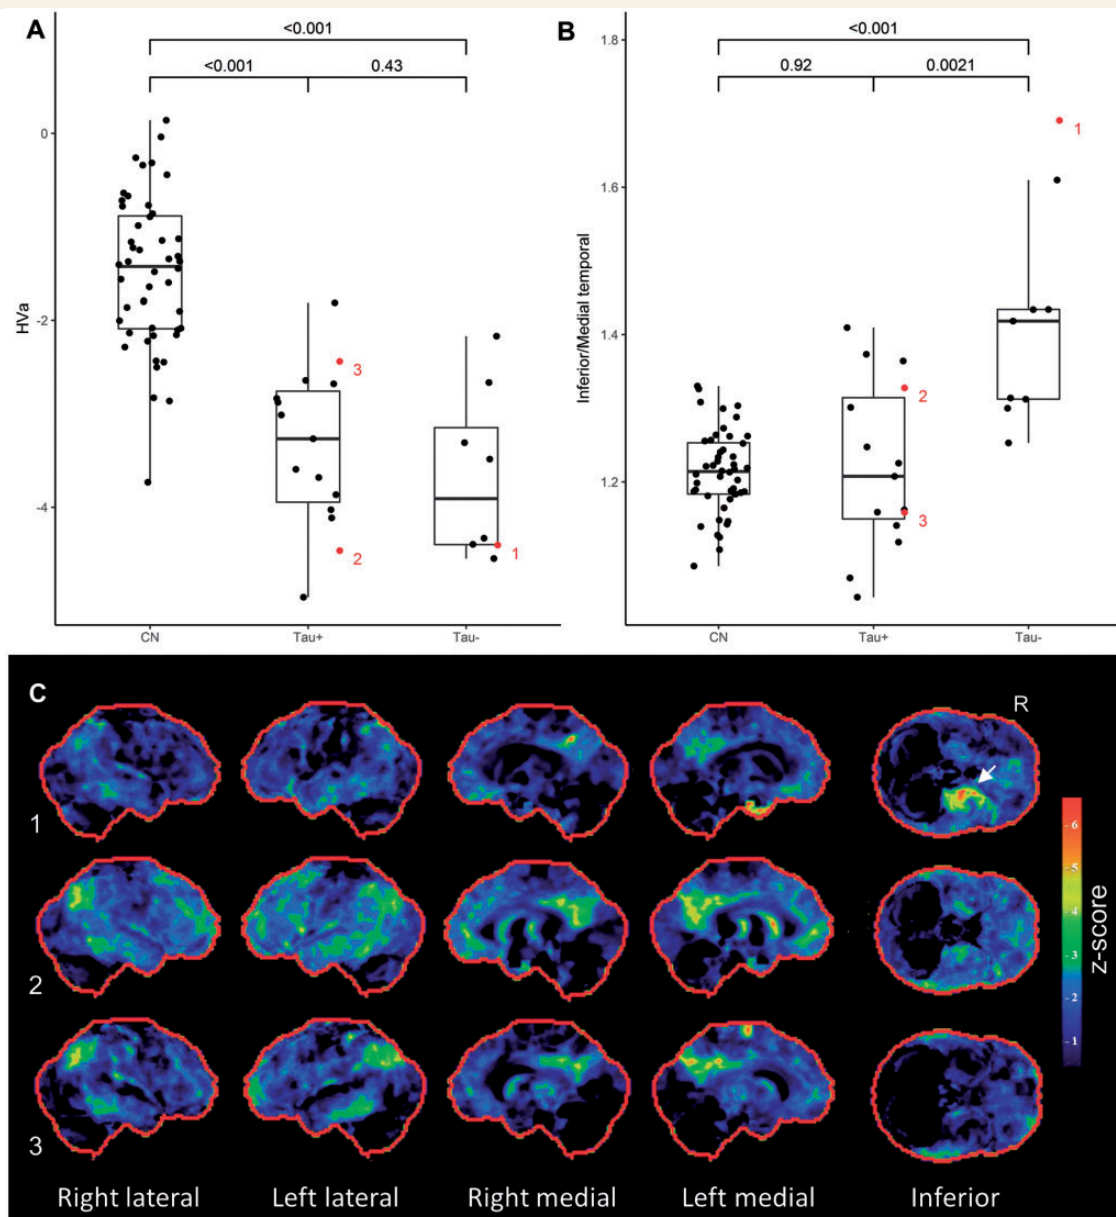 A
<0.001
<0.001
0.43
0
-2
-4
HVa
3
2
1
CN
Tau+
Tau-
B
<0.001
0.92
0.0021
1.8
1.6
1.4
1.2
Inferior/Medial temporal
1
2
3
CN
Tau+
Tau-
C
R
1
2
3
6
5
4
3
2
1
z-score
Right lateral
Left lateral
Right medial
Left medial
Inferior